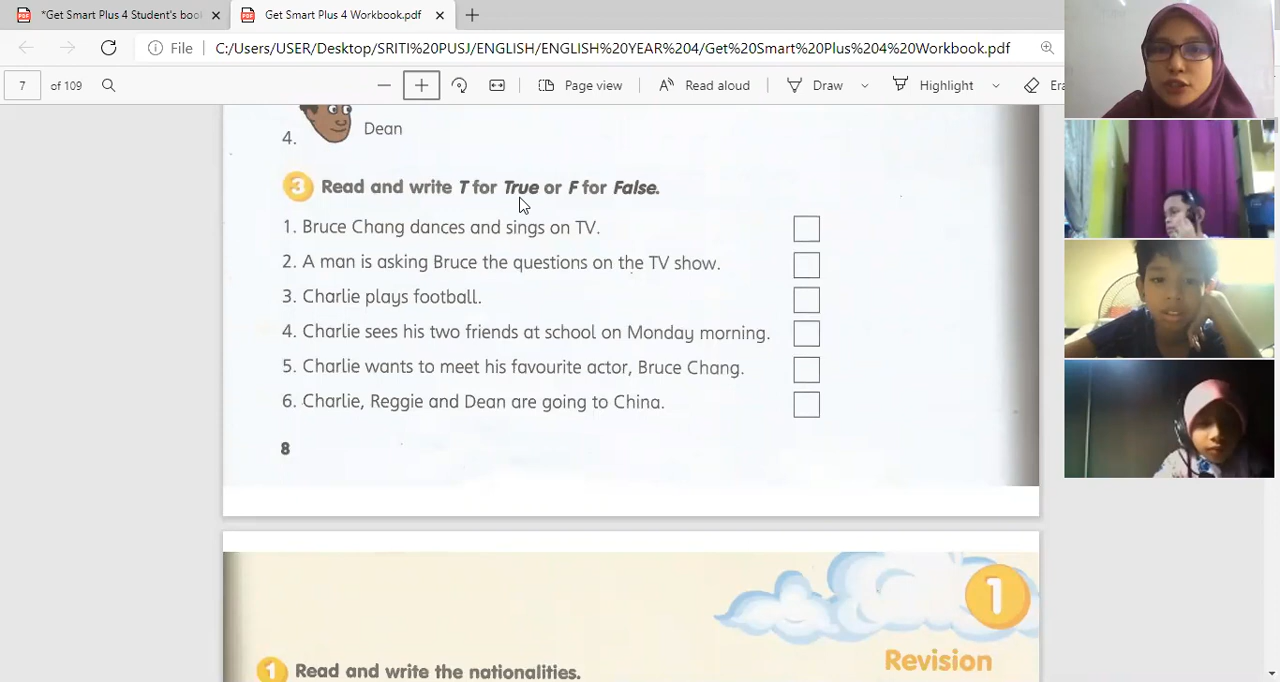 *Get Smart Plus 4 Student's boo
Get Smart Plus 4 Workbook.pdf
File
C:/Users/USER/Desktop/SRITI%20PUSJ/ENGLISH/ENGLISH%20YEAR%204/Get%20Smart%20Plus%204%20Workbook.pdf
7 of 109
Page view
Read aloud
Draw
Highlight
Era
4. Dean
3 Read and write T for True or F for False.
1. Bruce Chang dances and sings on TV.
2. A man is asking Bruce the questions on the TV show.
3. Charlie plays football.
4. Charlie sees his two friends at school on Monday morning.
5. Charlie wants to meet his favourite actor, Bruce Chang.
6. Charlie, Reggie and Dean are going to China.
8
1
Revision
1 Read and write the nationalities.